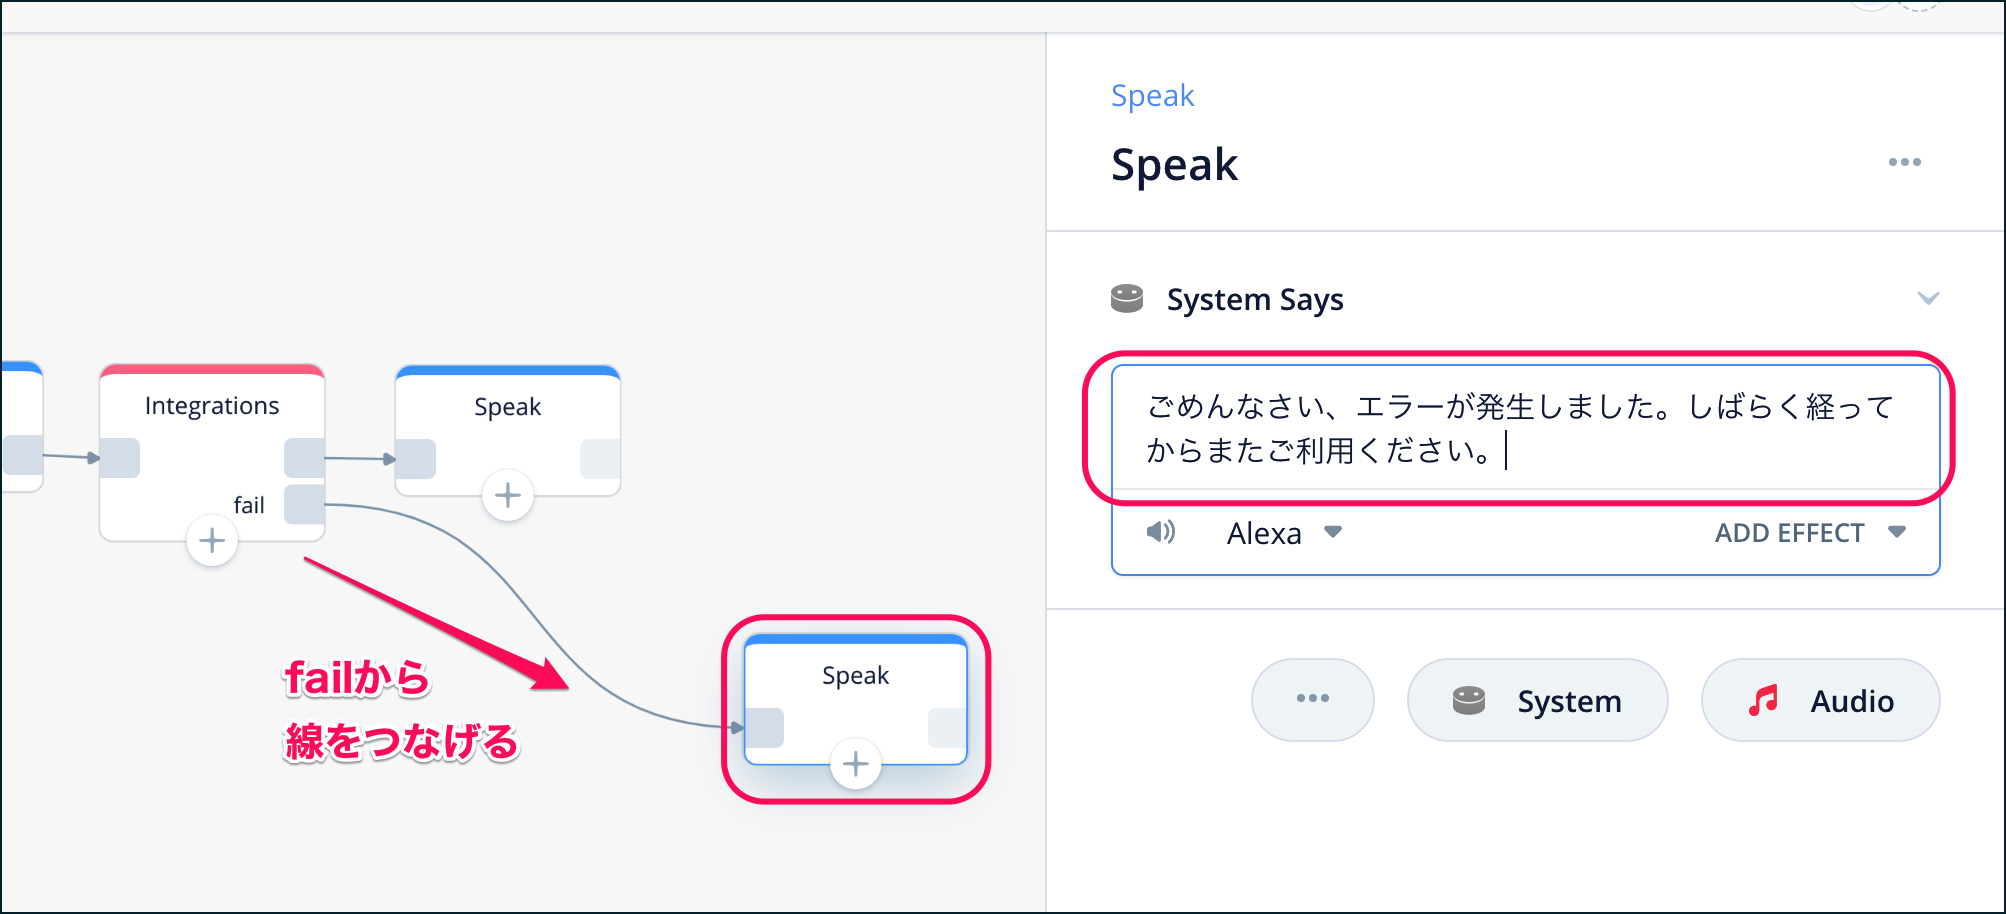 Integrations
fail
Speak
failから
線をつなげる
Speak
Speak
Speak
System Says
ごめんなさい、エラーが発生しました。しばらく経って
からまたご利用ください。
Alexa
ADD EFFECT
System
Audio